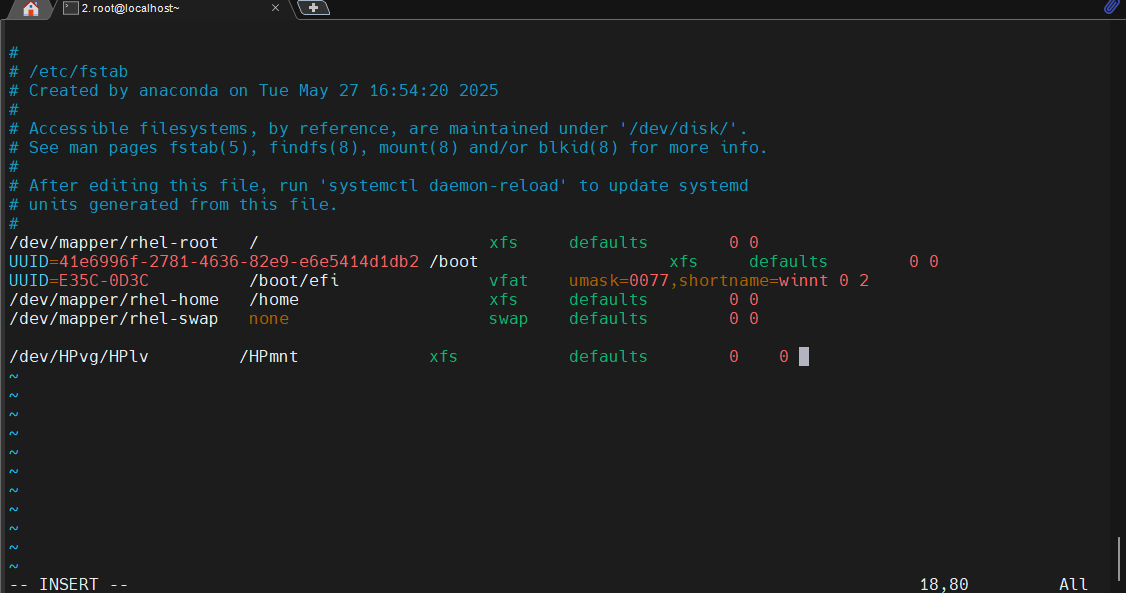 2. root@localhost~
#
# /etc/fstab
# Created by anaconda on Tue May 27 16:54:20 2025
#
# Accessible filesystems, by reference, are maintained under '/dev/disk/'.
# See man pages fstab(5), findfs(8), mount(8) and/or blkid(8) for more info.
#
# After editing this file, run 'systemctl daemon-reload' to update systemd
# units generated from this file.
#
/dev/mapper/rhel-root   /                       xfs     defaults        0 0
UUID=41e6996f-2781-4636-82e9-e6e5414d1db2 /boot                   xfs     defaults        0 0
UUID=E35C-0D3C          /boot/efi               vfat    umask=0077,shortname=winnt 0 2
/dev/mapper/rhel-home   /home                   xfs     defaults        0 0
/dev/mapper/rhel-swap   none                    swap    defaults        0 0
/dev/HPvg/HPlv         /HPmnt             xfs           defaults        0    0
~
~
~
~
~
~
~
~
~
~
~
-- INSERT --                                                                               18,80         All